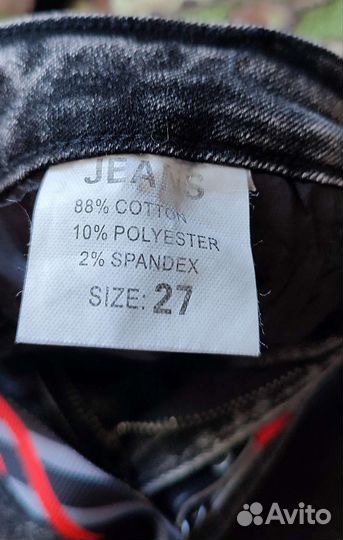 JEANS
88% COTTON
10% POLYESTER
2% SPANDEX
SIZE: 27
Avito